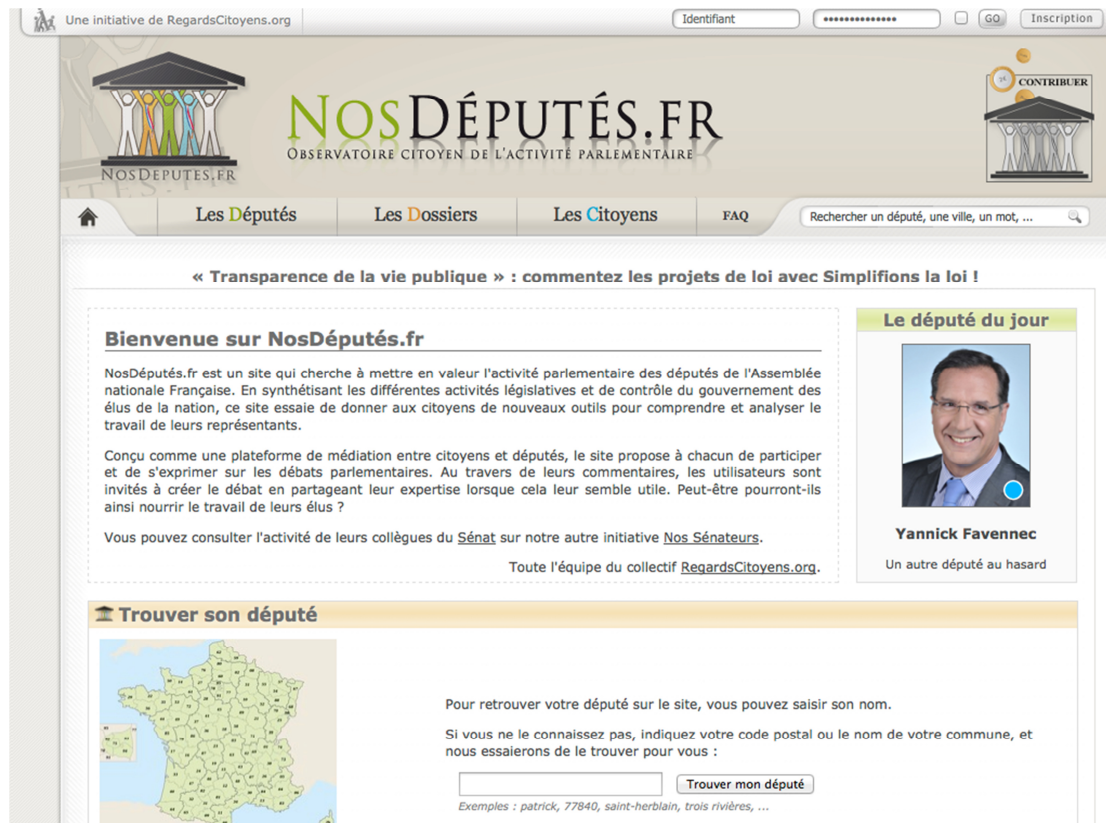 Une initiative de RegardsCitoyens.org
Identifiant
GO
Inscription
CONTRIBUER
NOSDÉPUTÉS.FR
OBSERVATOIRE CITOYEN DE L'ACTIVITÉ PARLEMENTAIRE
NOSDEPUTES.FR
Les Députés
Les Dossiers
Les Citoyens
FAQ
Rechercher un député, une ville, un mot, ...
« Transparence de la vie publique » : commentez les projets de loi avec Simplifions la loi !
Bienvenue sur NosDéputés.fr
NosDéputés.fr est un site qui cherche à mettre en valeur l'activité parlementaire des députés de l'Assemblée
nationale Française. En synthétisant les différentes activités législatives et de contrôle du gouvernement des
élus de la nation, ce site essaie de donner aux citoyens de nouveaux outils pour comprendre et analyser le
travail de leurs représentants.
Conçu comme une plateforme de médiation entre citoyens et députés, le site propose à chacun de participer
et de s'exprimer sur les débats parlementaires. Au travers de leurs commentaires, les utilisateurs sont
invités à créer le débat en partageant leur expertise lorsque cela leur semble utile. Peut-être pourront-ils
ainsi nourrir le travail de leurs élus ?
Vous pouvez consulter l'activité de leurs collègues du Sénat sur notre autre initiative Nos Sénateurs.
Toute l'équipe du collectif RegardsCitoyens.org.
Le député du jour
Yannick Favennec
Un autre député au hasard
Trouver son député
Pour retrouver votre député sur le site, vous pouvez saisir son nom.
Si vous ne le connaissez pas, indiquez votre code postal ou le nom de votre commune, et
nous essaierons de le trouver pour vous :
Trouver mon député
Exemples : patrick, 77840, saint-herblain, trois rivières, ...